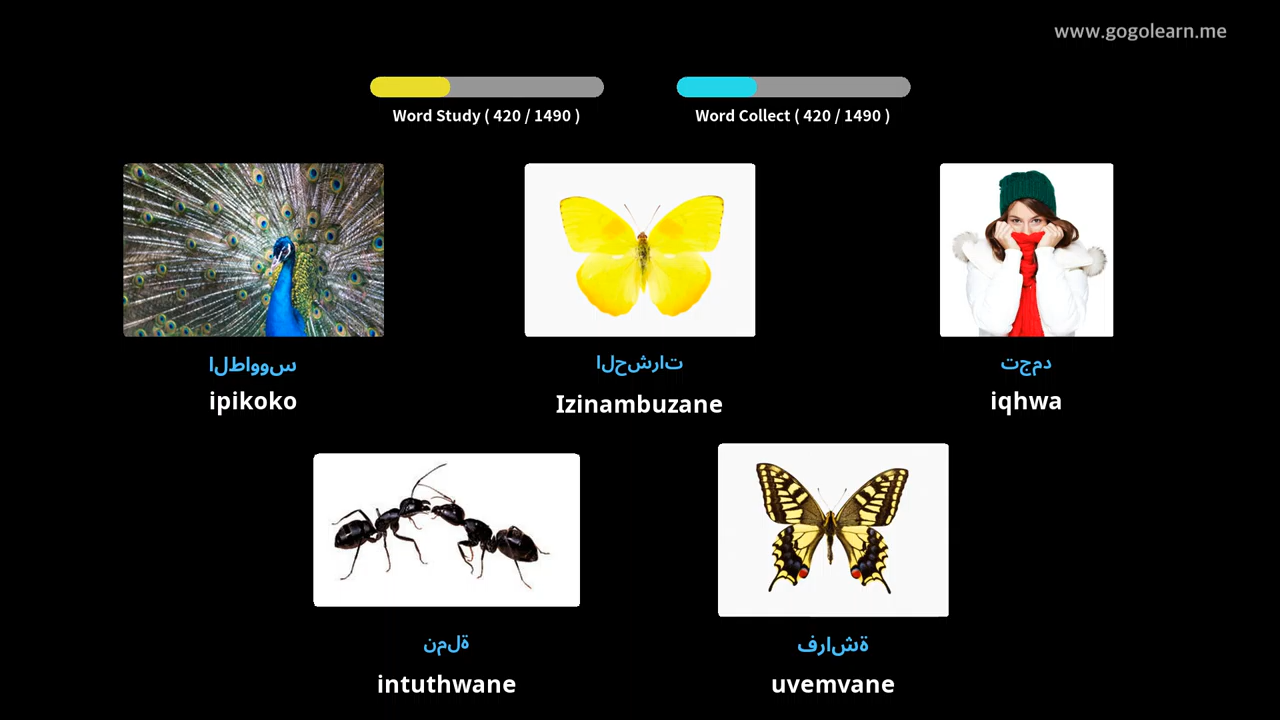 www.gogolearn.me
Word Study ( 420 / 1490 )
Word Collect ( 420 / 1490 )
الطاووس
ipikoko
الحشرات
Izinambuzane
تجمد
iqhwa
نملة
intuthwane
فراشة
uvemvane